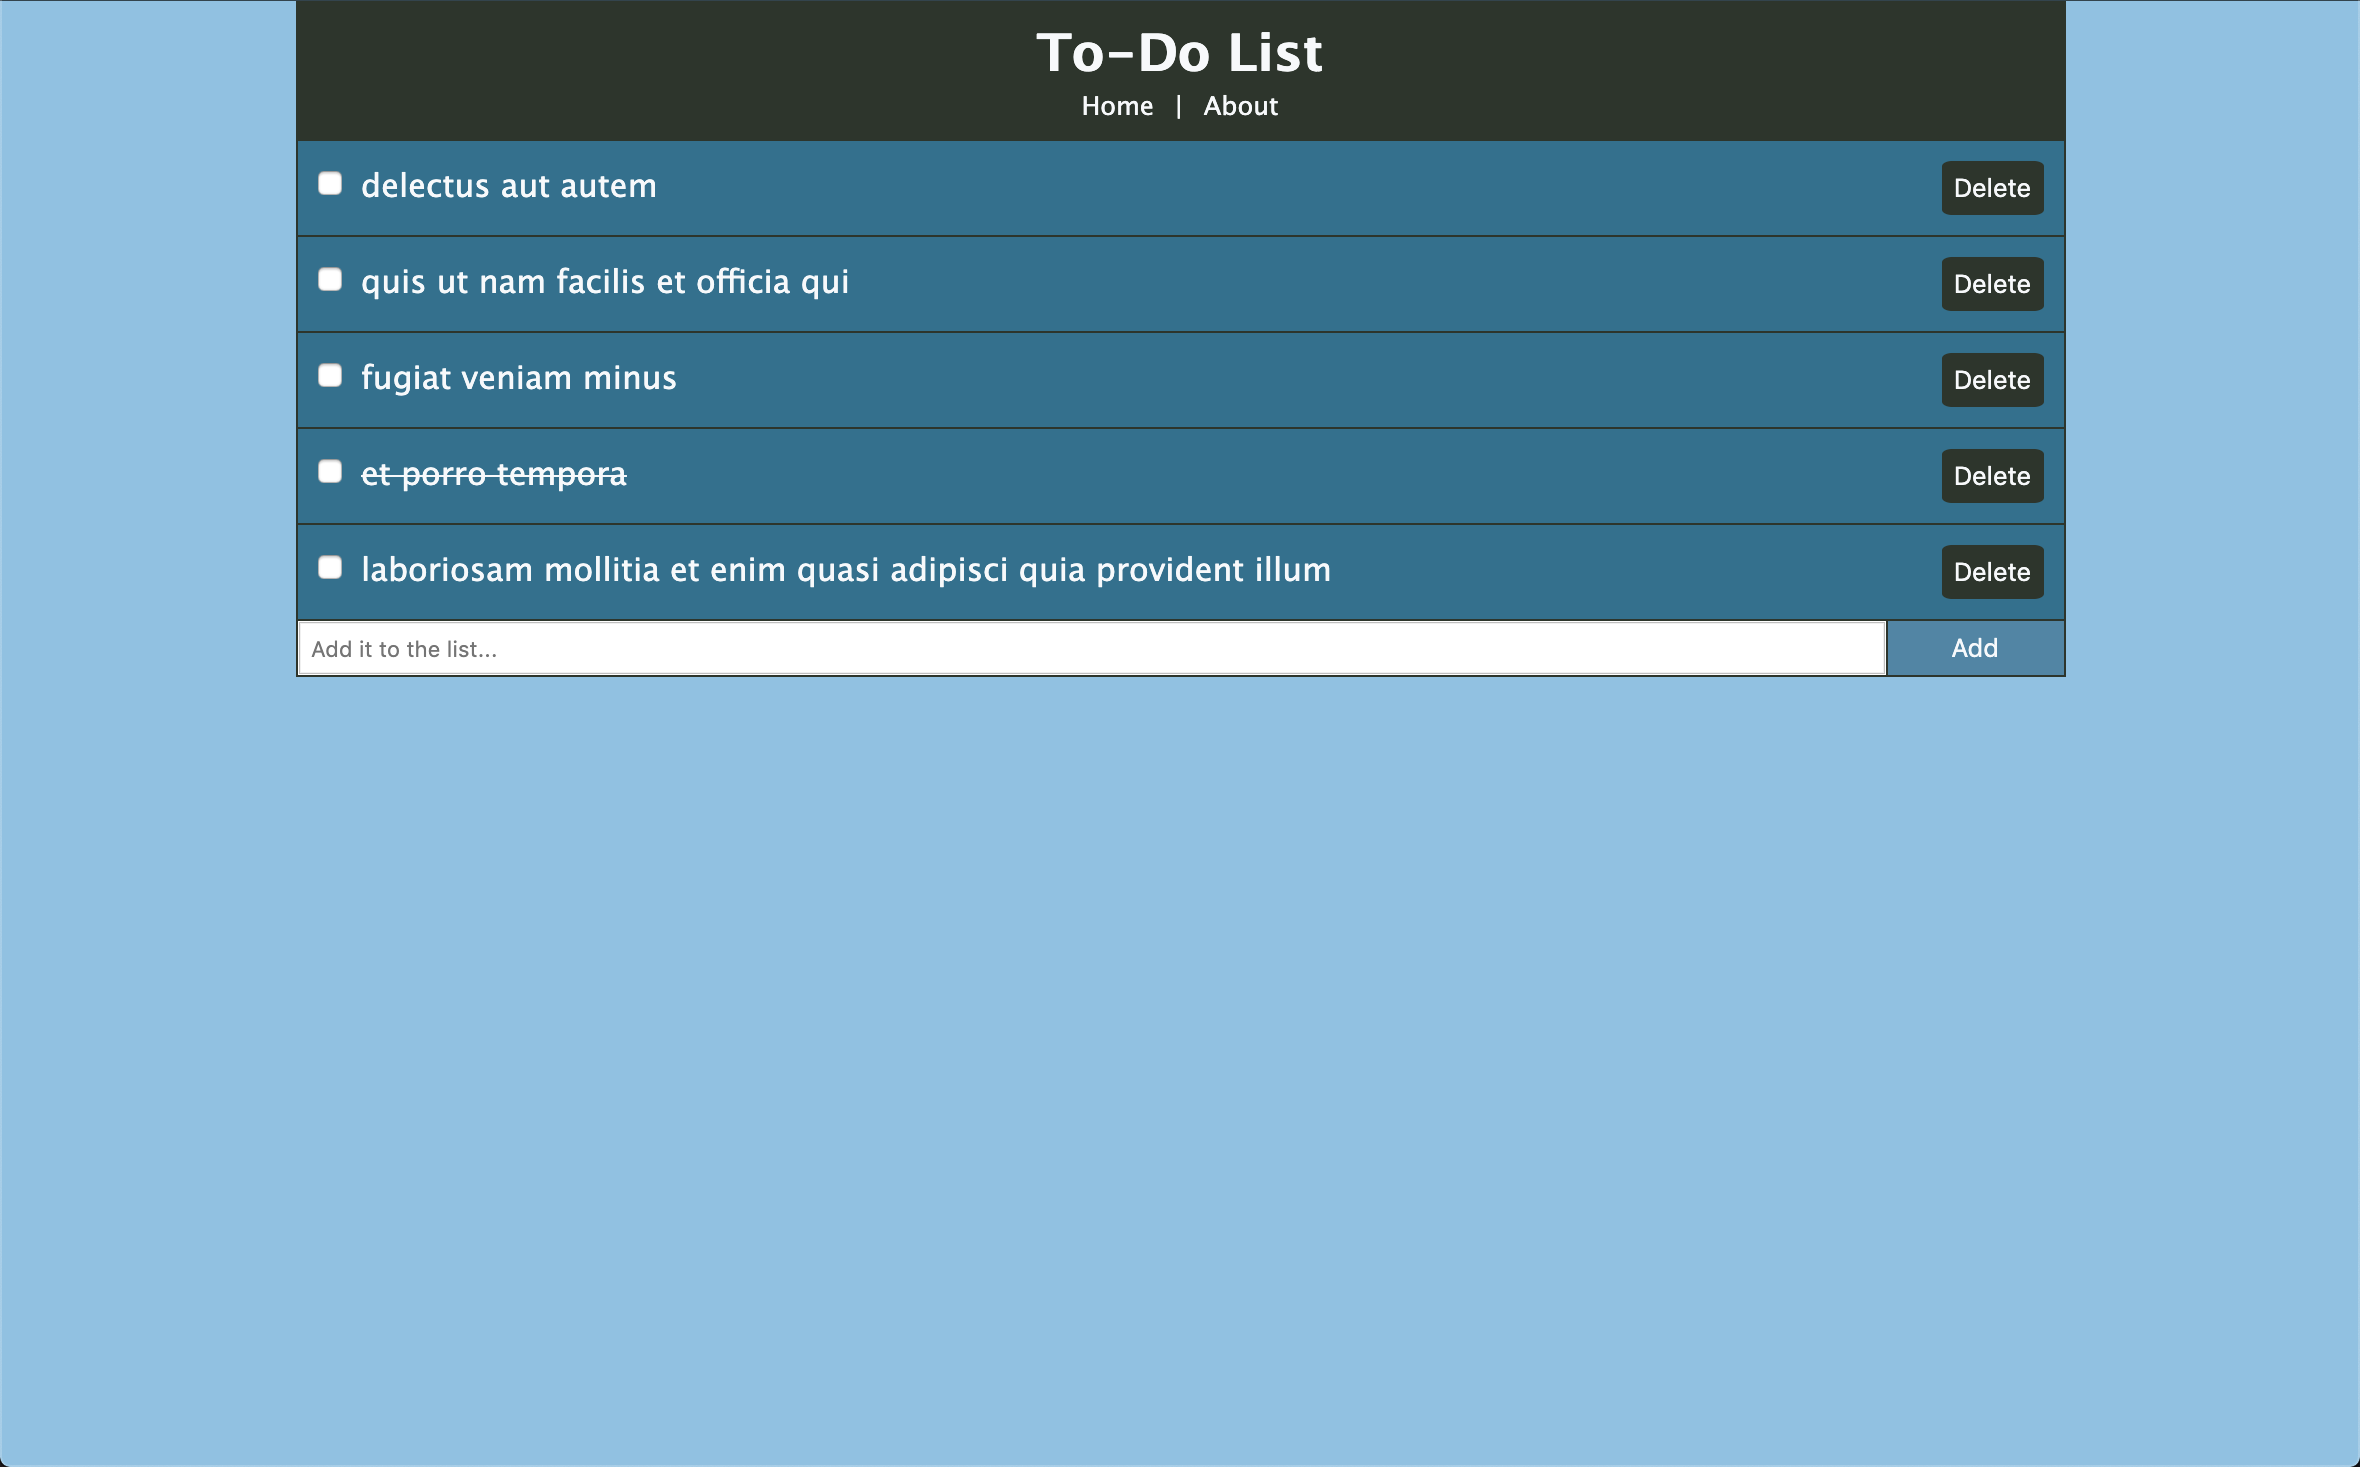 To-Do List
Home | About
delectus aut autem Delete
quis ut nam facilis et officia qui Delete
fugiat veniam minus Delete
et porro tempora Delete
laboriosam mollitia et enim quasi adipisci quia provident illum Delete
Add it to the list... Add